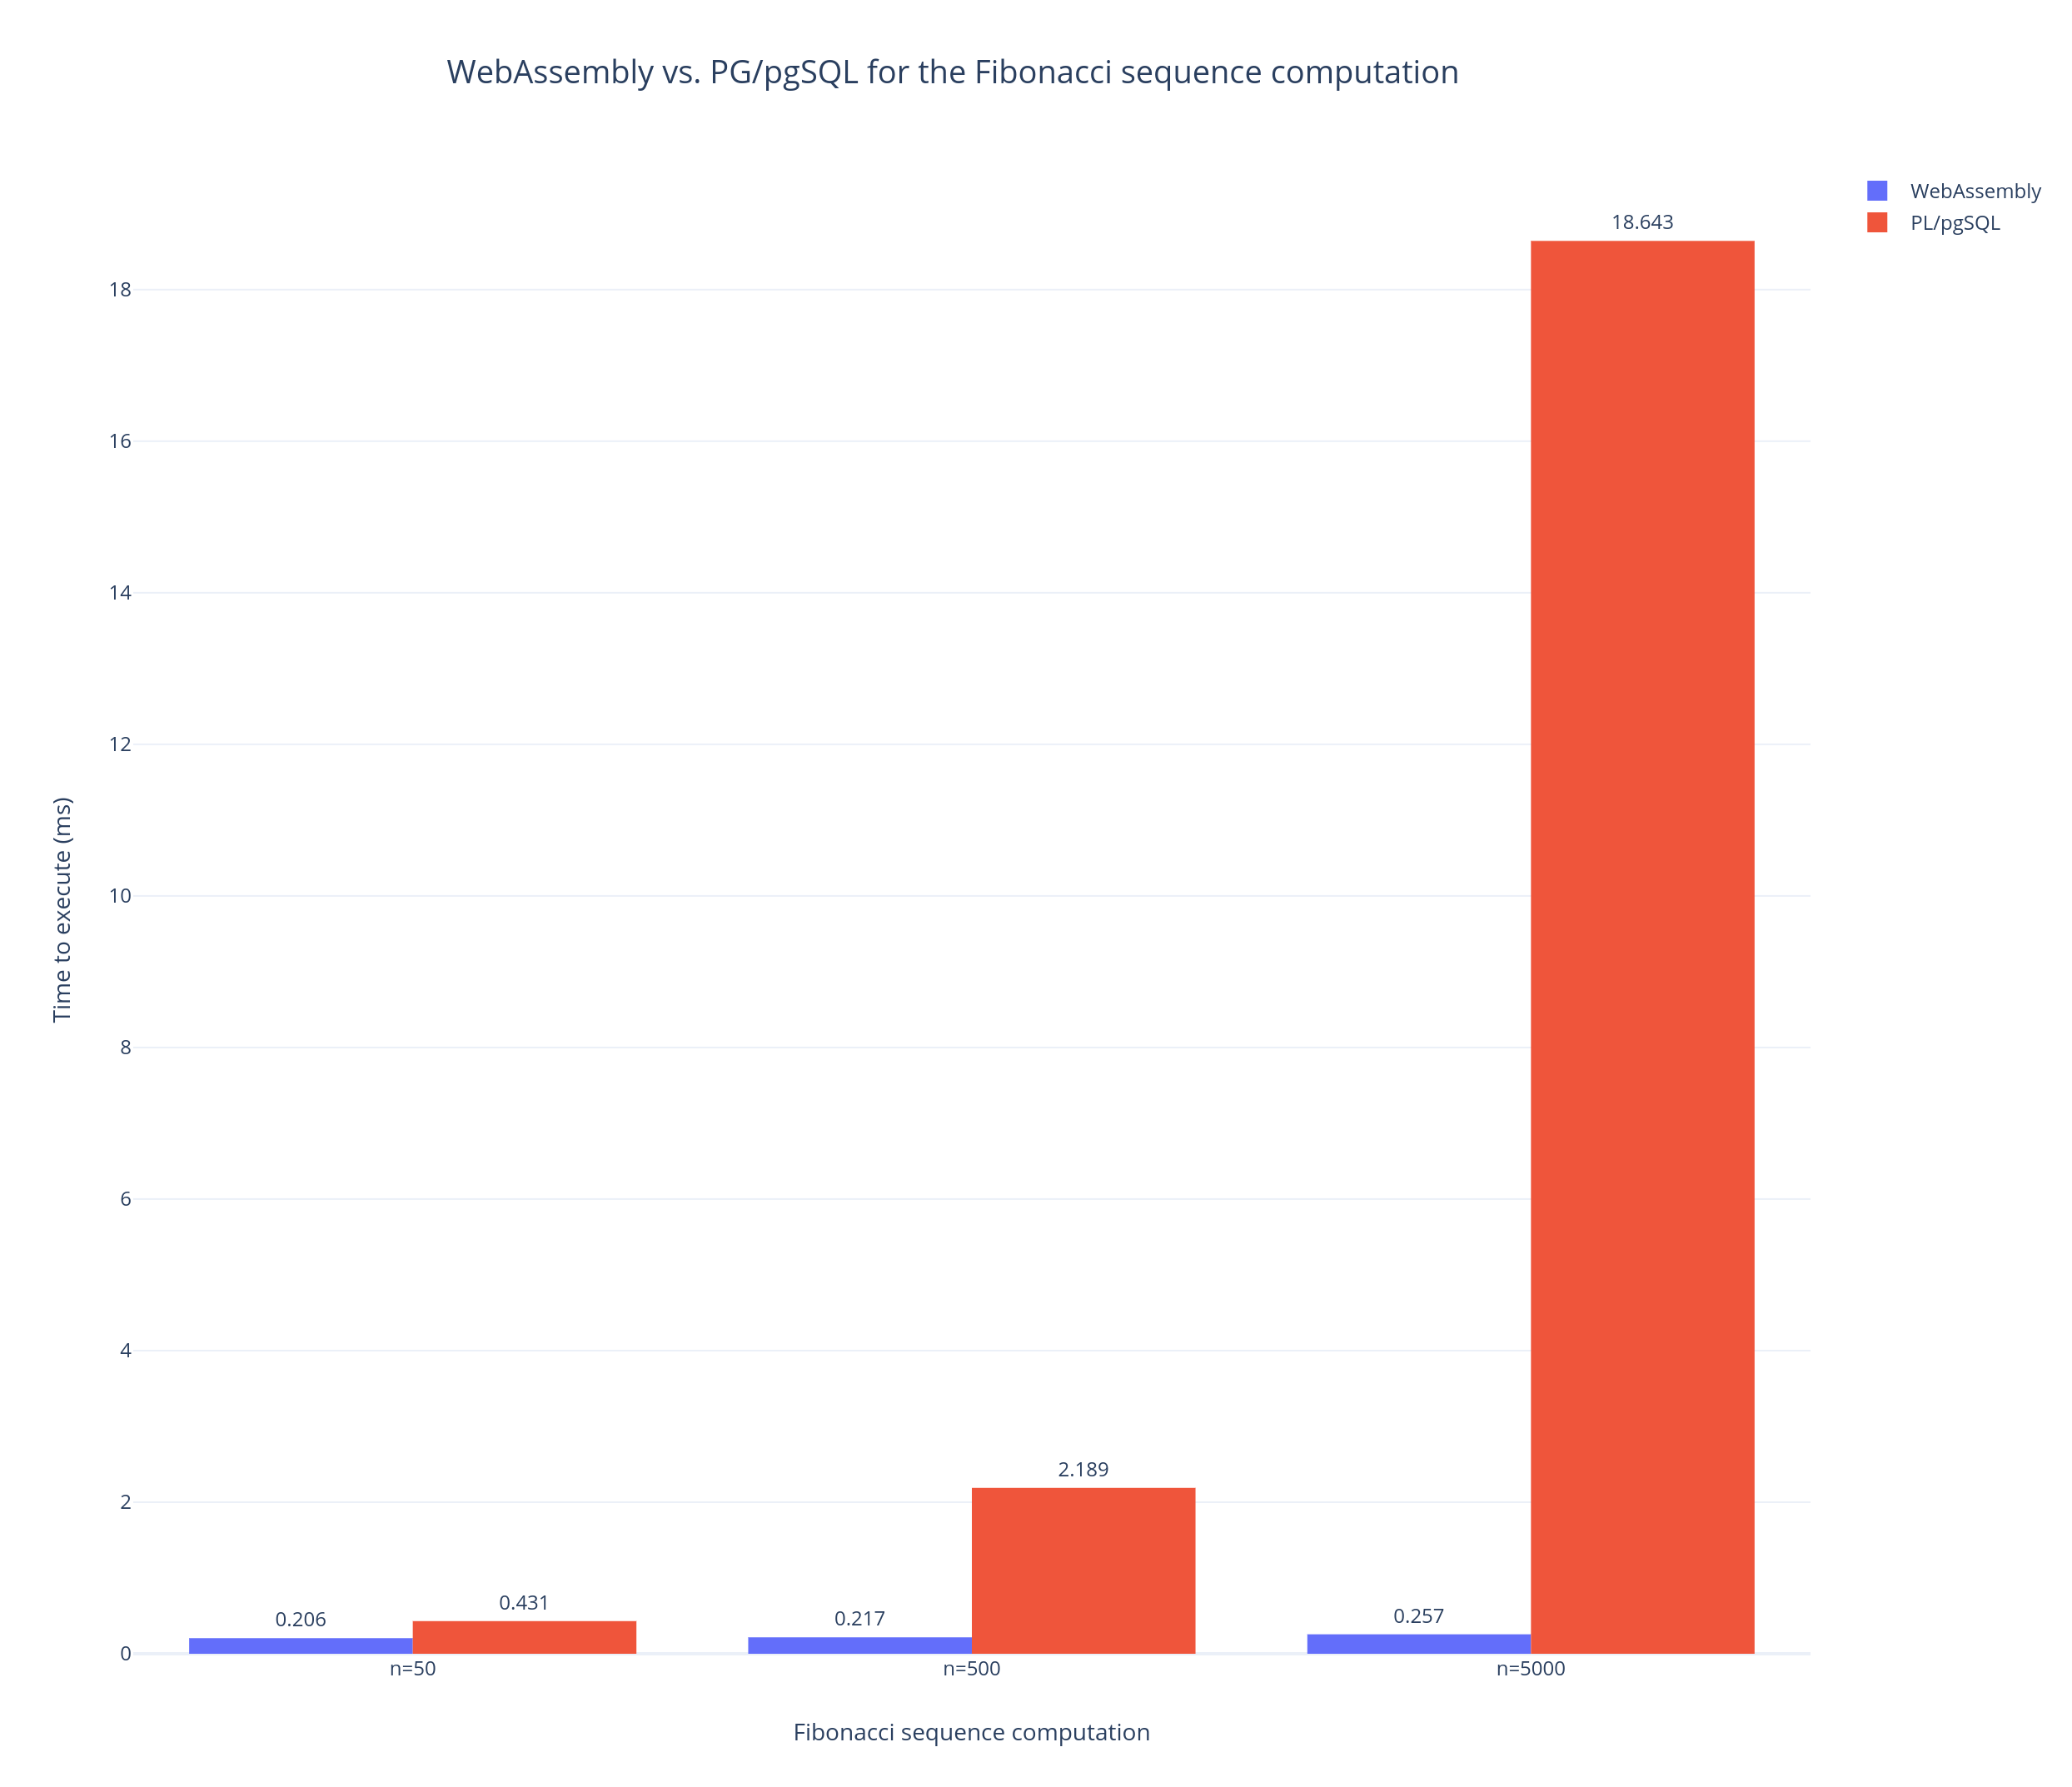 WebAssembly vs. PG/pgSQL for the Fibonacci sequence computation
WebAssembly
PL/pgSQL
18.643
18
16
14
12
10
8
6
4
2
0
Time to execute (ms)
2.189
0.206
0.431
0.217
0.257
n=50
n=500
n=5000
Fibonacci sequence computation